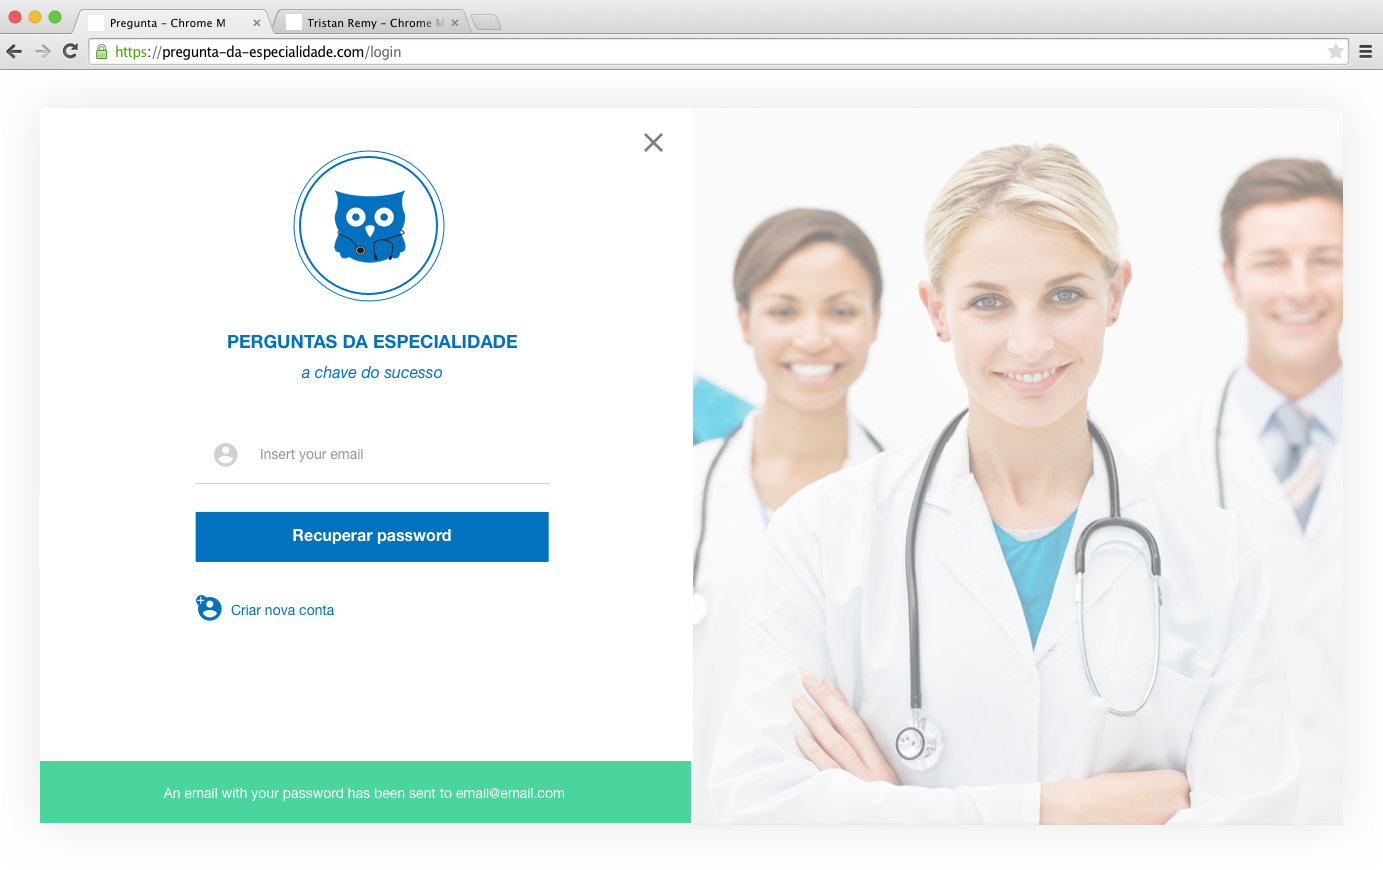 Pregunta – Chrome M
Tristan Remy – Chrome M
https://pregunta-da-especialidade.com/login
PERGUNTAS DA ESPECIALIDADE
a chave do sucesso
Insert your email
Recuperar password
Criar nova conta
An email with your password has been sent to email@email.com